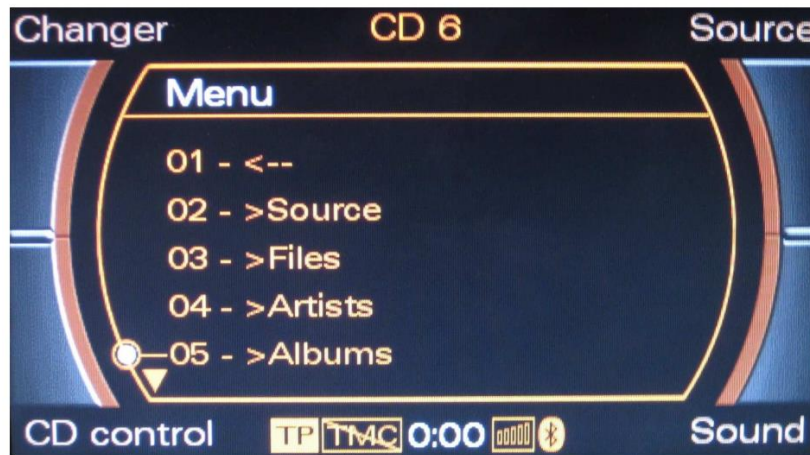 Changer CD 6 Source
Menu
01 - <--
02 - >Source
03 - >Files
04 - >Artists
05 - >Albums
CD control TP TMC 0:00 Sound